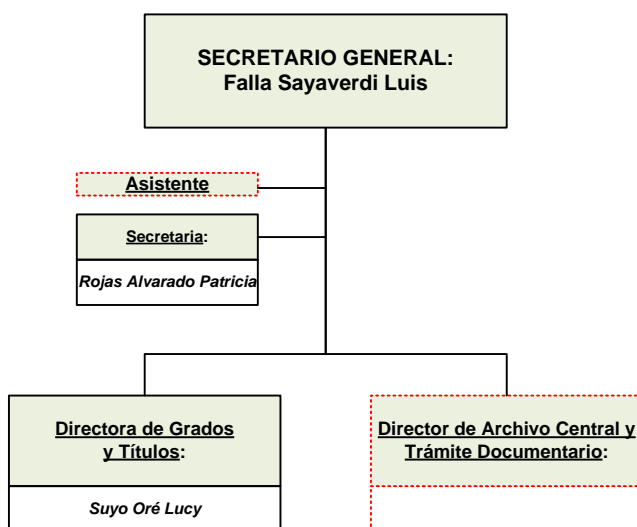 SECRETARIO GENERAL:
Falla Sayaverdi Luis
Asistente
Secretaria:
Rojas Alvarado Patricia
Directora de Grados
y Títulos:
Suyo Oré Lucy
Director de Archivo Central y
Trámite Documentario: